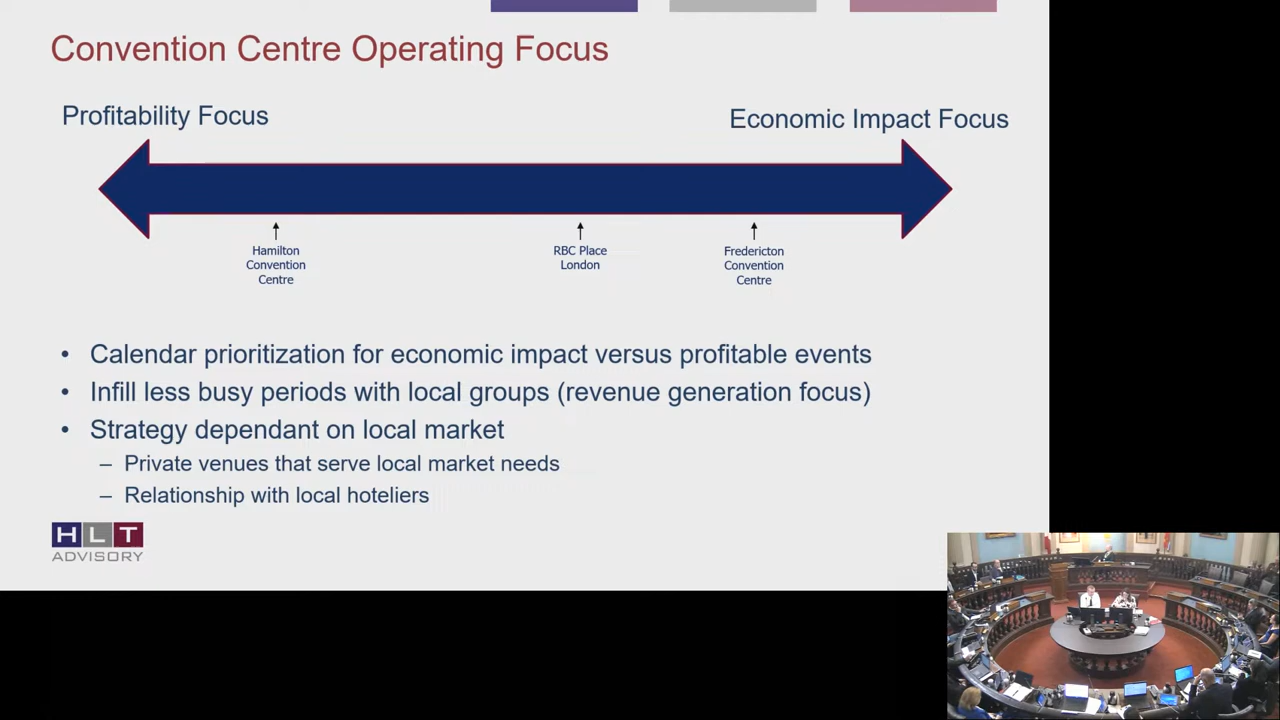 Convention Centre Operating Focus
Profitability Focus
Economic Impact Focus
Hamilton
Convention
Centre
RBC Place
London
Fredericton
Convention
Centre
• Calendar prioritization for economic impact versus profitable events
• Infill less busy periods with local groups (revenue generation focus)
• Strategy dependant on local market
– Private venues that serve local market needs
– Relationship with local hoteliers
HLT
ADVISORY